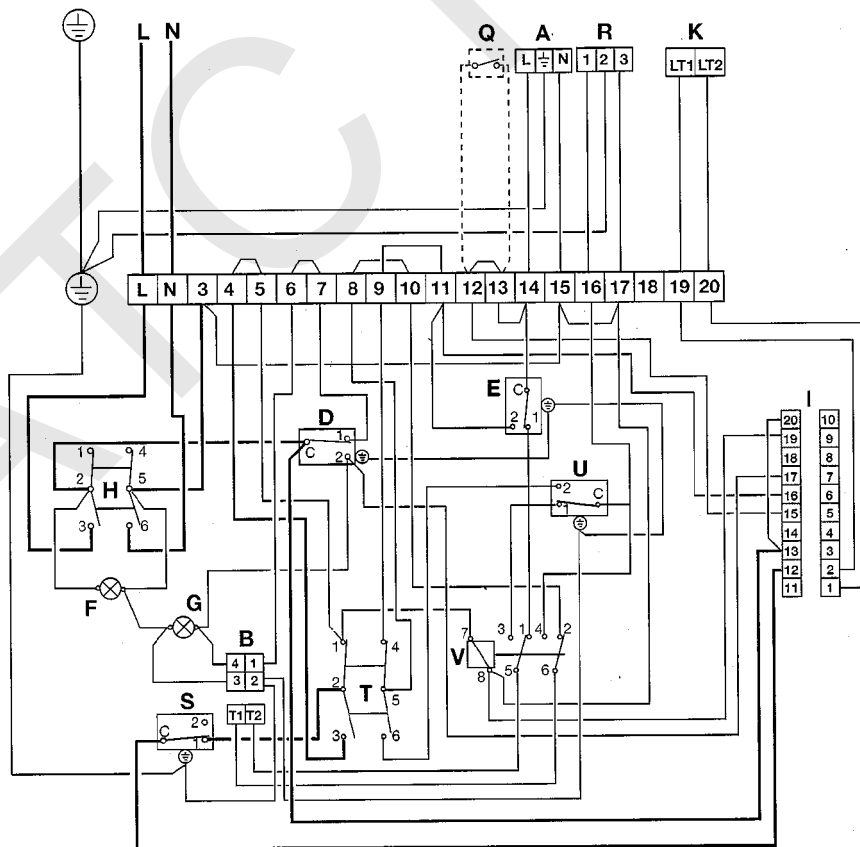 L N Q A R K
L N 1 2 3 LT1 LT2
L N 3 4 5 6 7 8 9 10 11 12 13 14 15 16 17 18 19 20
E C 2 1
I
D 1 C 2
20 10
19 9
18 8
17 7
16 6
15 5
14 4
13 3
12 2
11 1
1 4
2 H 5
3 6
U
2 C
1
F G
B
4 1
3 2
T1 T2
S 2
C 1
1 4
2 T 5
3 6
3 1 4 2
7
V
8 5 6
ATC